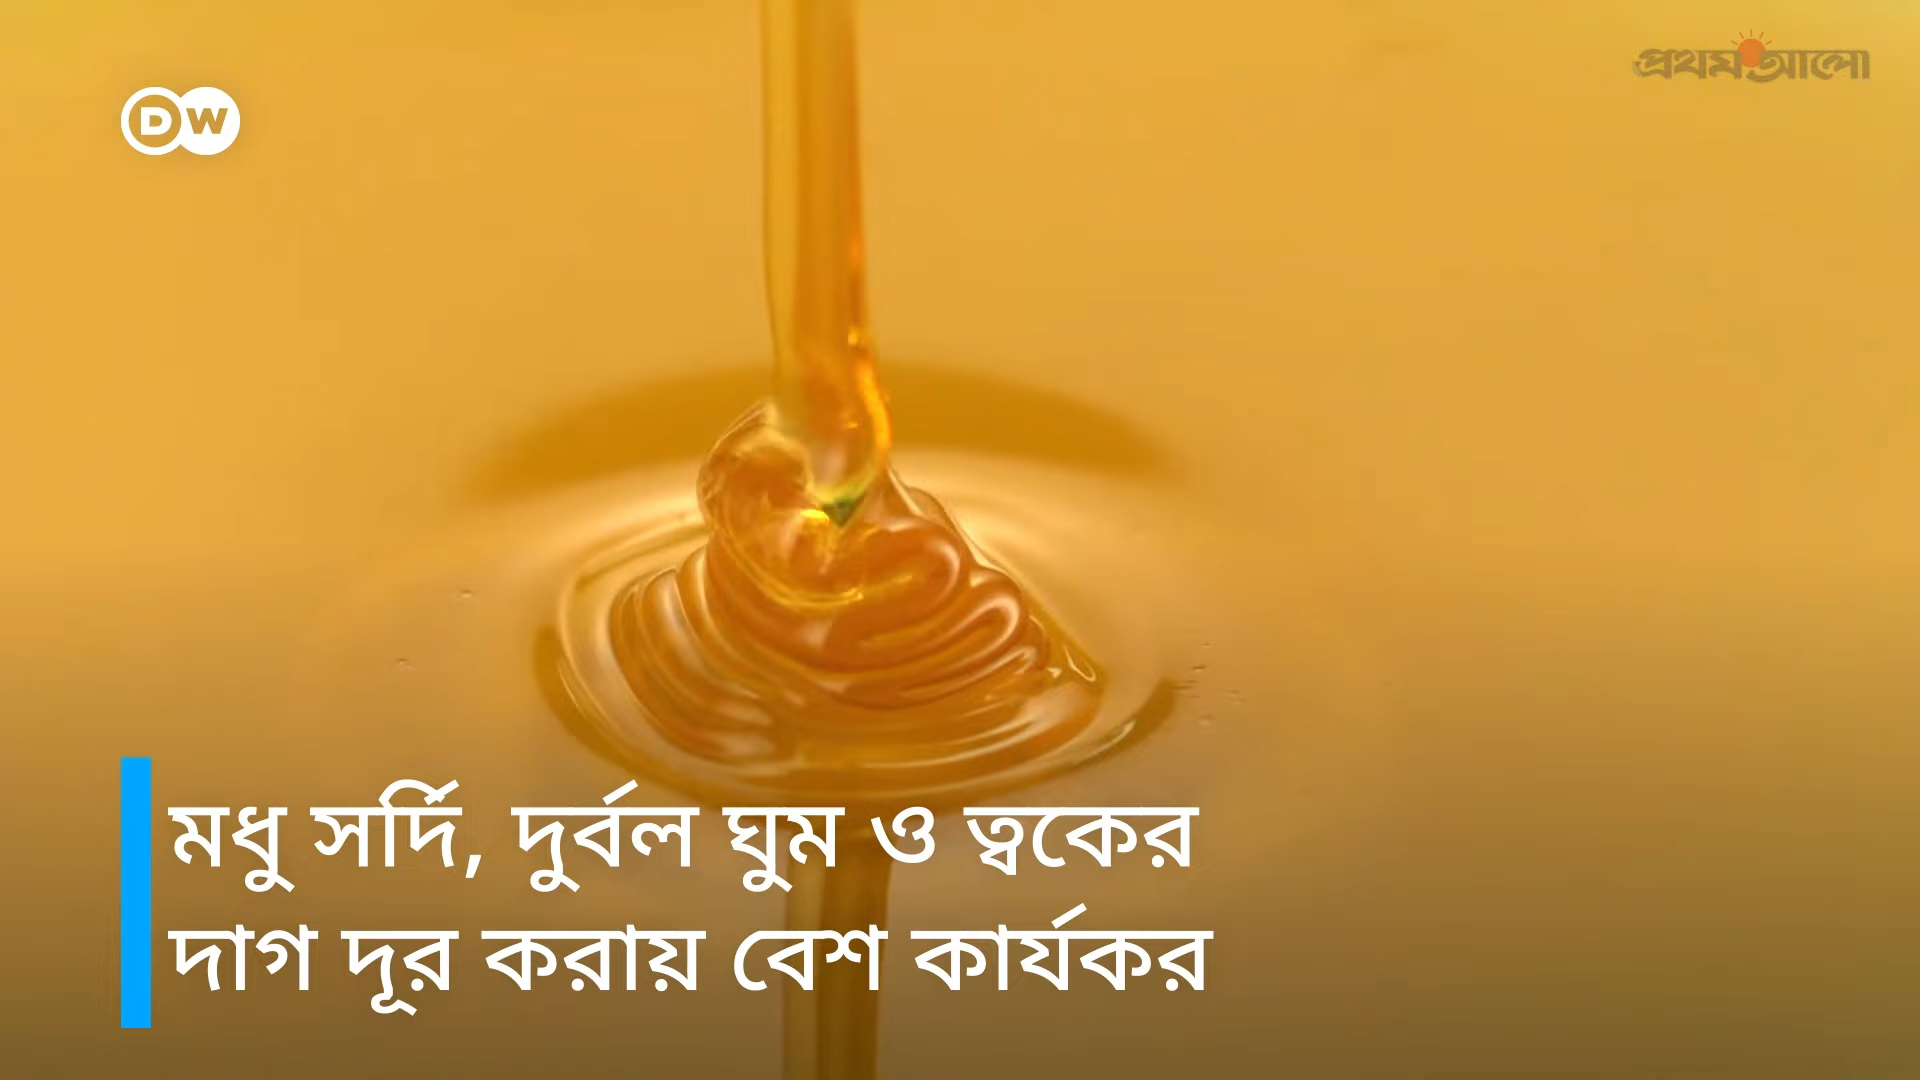 DW
প্রথম আলো
মধু সর্দি, দুর্বল ঘুম ও ত্বকের
দাগ দূর করায় বেশ কার্যকর